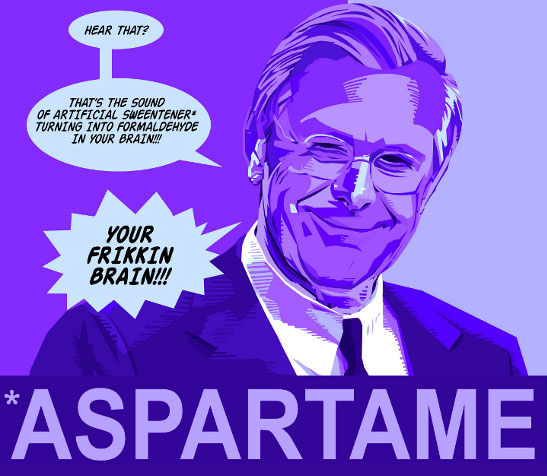 HEAR THAT?
THAT'S THE SOUND
OF ARTIFICIAL SWEENTENER*
TURNING INTO FORMALDEHYDE
IN YOUR BRAIN!!!
YOUR
FRIKKIN
BRAIN!!!
*ASPARTAME